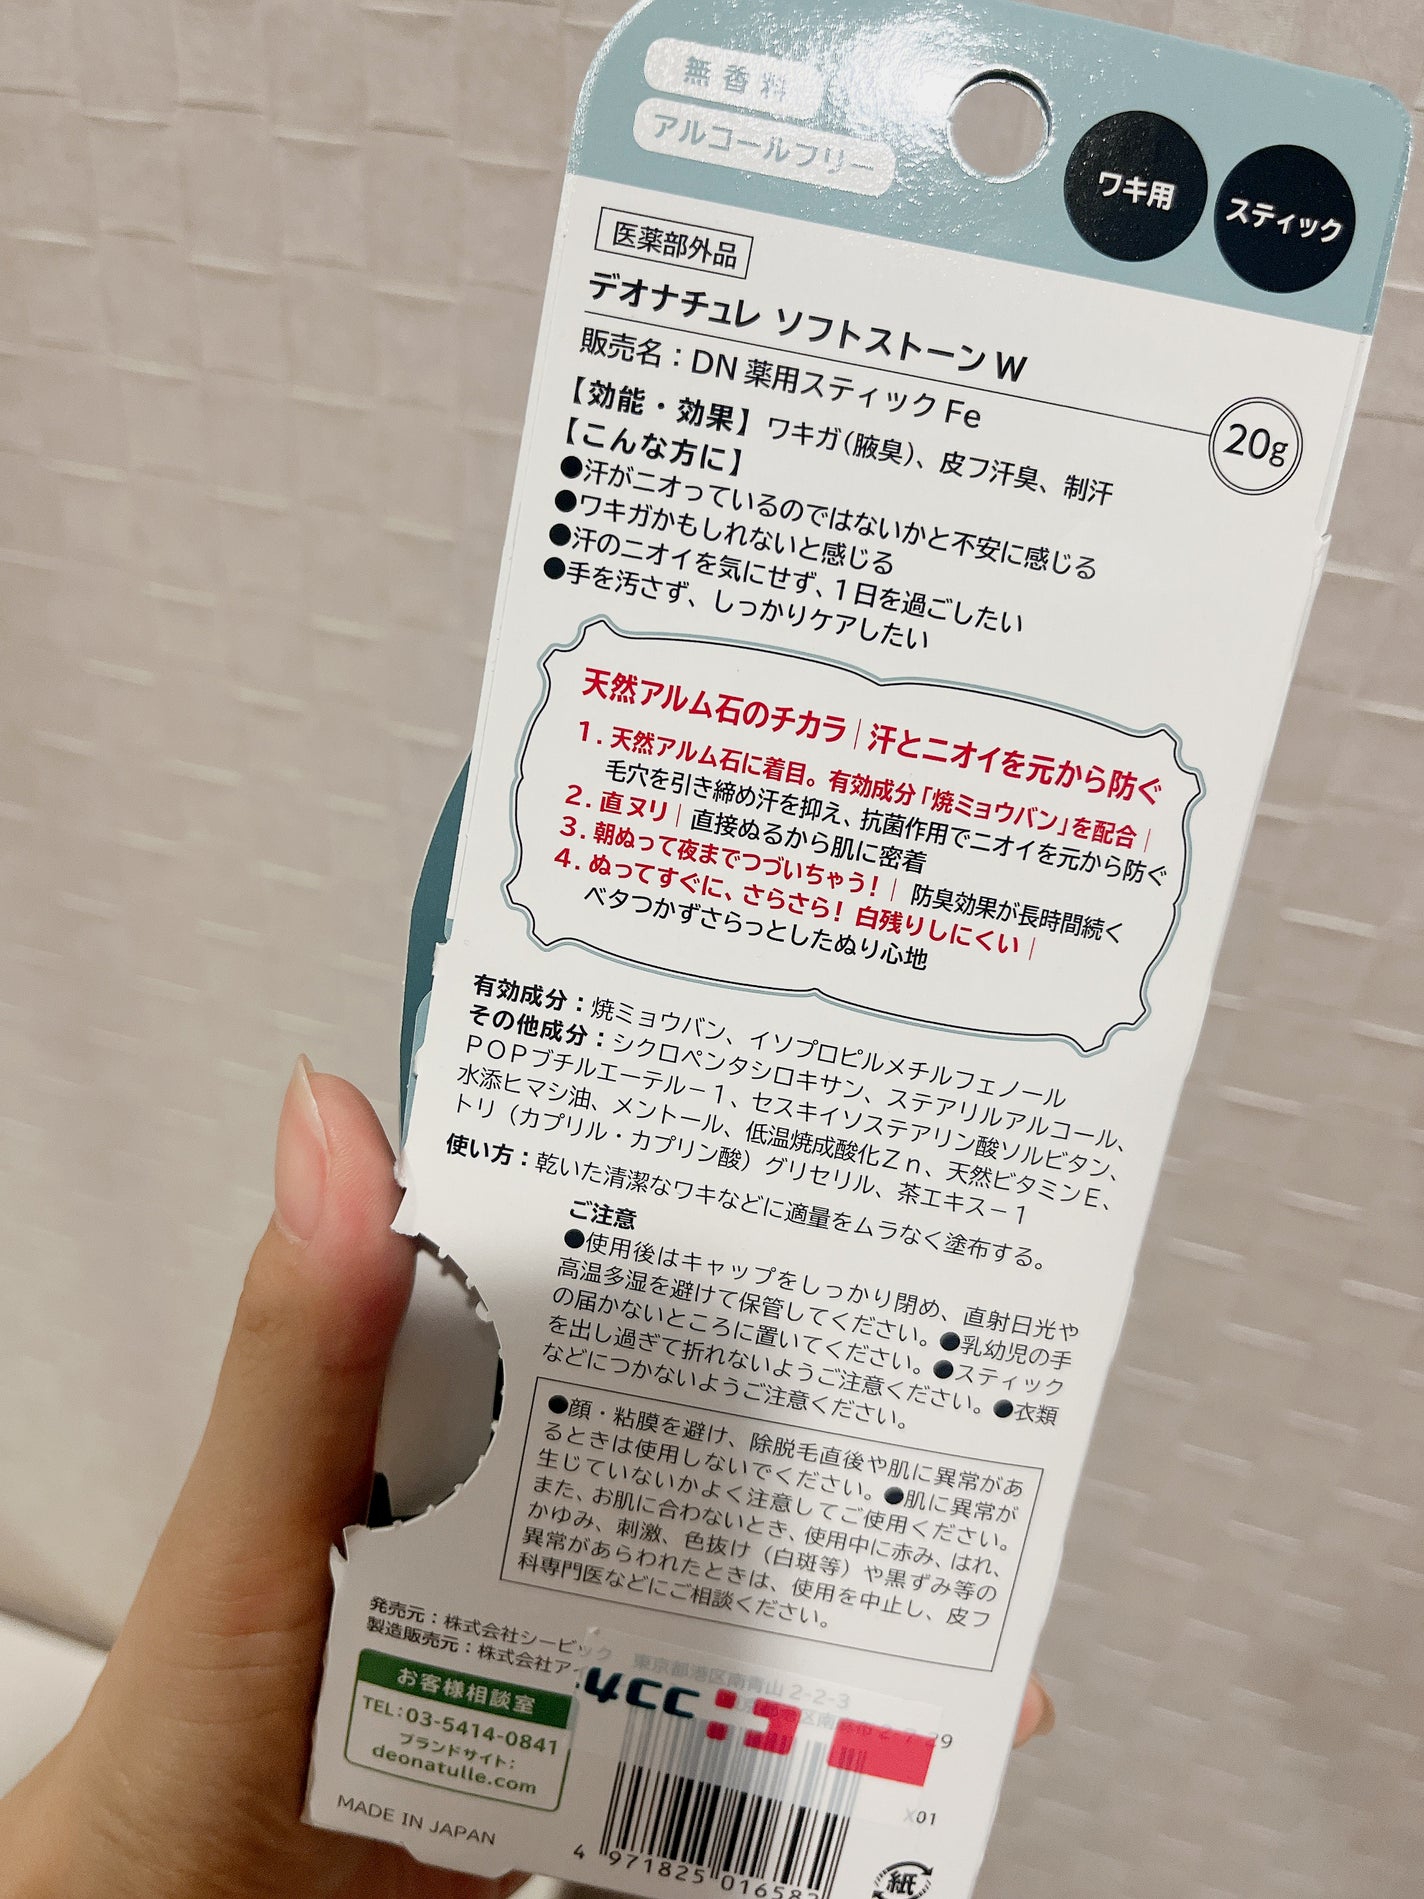 無香料
アルコールフリー
ワキ用
スティック
医薬部外品
デオナチュレ ソフトストーンW
販売名：DN 薬用スティック Fe
20g
【効能・効果】ワキガ（腋臭）、皮フ汗臭、制汗
【こんな方に】
●汗がニオっているのではないかと不安に感じる
●ワキガかもしれないと感じる
●汗のニオイを気にせず、1日を過ごしたい
●手を汚さず、しっかりケアしたい
天然アルム石のチカラ｜汗とニオイを元から防ぐ
1. 天然アルム石に着目。有効成分「焼ミョウバン」を配合｜
毛穴を引き締め汗を抑え、抗菌作用でニオイを元から防ぐ
2. 直ヌリ｜直接ぬるから肌に密着
3. 朝ぬって夜までつづいちゃう！｜防臭効果が長時間続く
4. ぬってすぐに、さらさら！白残りしにくい｜
ベタつかずさらっとしたぬり心地
有効成分：焼ミョウバン、イソプロピルメチルフェノール
その他成分：シクロペンタシロキサン、ステアリルアルコール、
POPブチルエーテル－1、セスキイソステアリン酸ソルビタン、
水添ヒマシ油、メントール、低温焼成酸化Zn、天然ビタミンE、
トリ（カプリル・カプリン酸）グリセリル、茶エキス－1
使い方：乾いた清潔なワキなどに適量をムラなく塗布する。
ご注意
●使用後はキャップをしっかり閉め、直射日光や
高温多湿を避けて保管してください。●乳幼児の手
の届かないところに置いてください。●スティック
を出し過ぎて折れないようご注意ください。●衣類
などにつかないようご注意ください。
●顔・粘膜を避け、除脱毛直後や肌に異常があ
るときは使用しないでください。●肌に異常が
生じていないかよく注意してご使用ください。
また、お肌に合わないとき、使用中に赤み、はれ、
かゆみ、刺激、色抜け（白斑等）や黒ずみ等の
異常があらわれたときは、使用を中止し、皮フ
科専門医などにご相談ください。
発売元：株式会社シービック 東京都港区南青山 2-2-3
製造販売元：株式会社アイ
お客様相談室
TEL：03-5414-0841
ブランドサイト：
deonatulle.com
MADE IN JAPAN
X01
4 971825 01658
紙